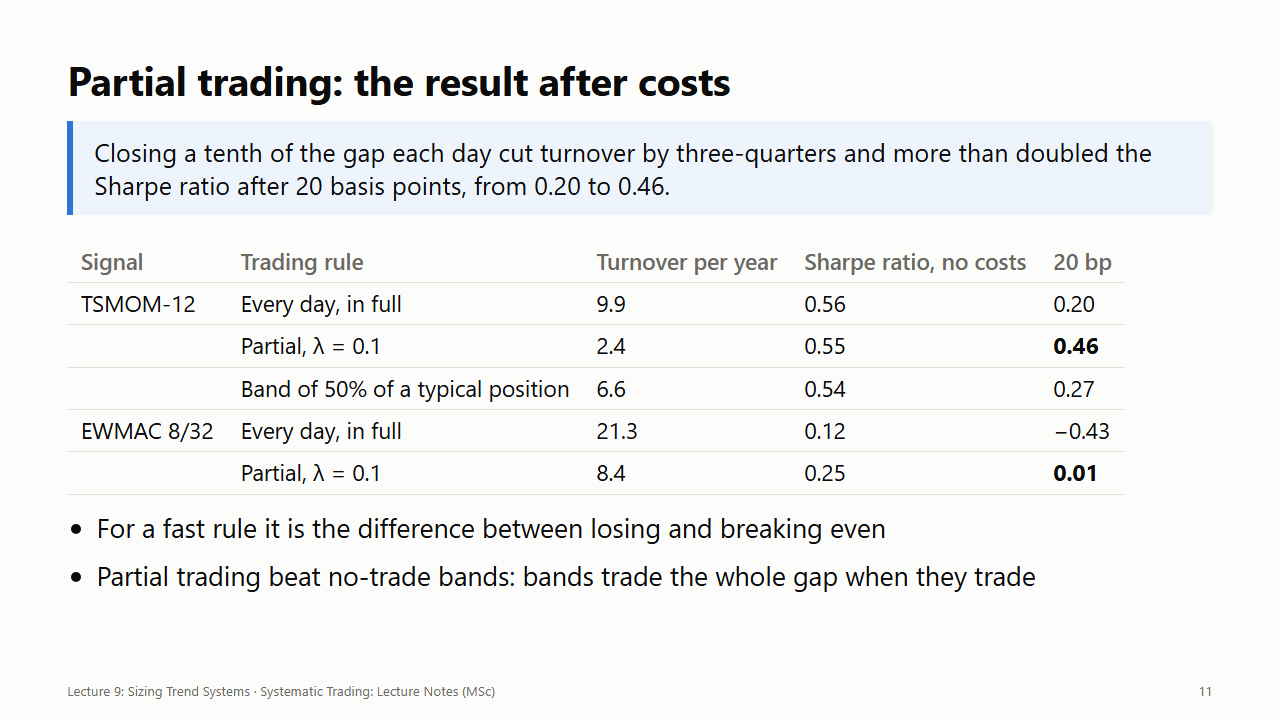 Partial trading: the result after costs
Closing a tenth of the gap each day cut turnover by three-quarters and more than doubled the
Sharpe ratio after 20 basis points, from 0.20 to 0.46.
Signal Trading rule Turnover per year Sharpe ratio, no costs 20 bp
TSMOM-12 Every day, in full 9.9 0.56 0.20
Partial, λ = 0.1 2.4 0.55 0.46
Band of 50% of a typical position 6.6 0.54 0.27
EWMAC 8/32 Every day, in full 21.3 0.12 −0.43
Partial, λ = 0.1 8.4 0.25 0.01
• For a fast rule it is the difference between losing and breaking even
• Partial trading beat no-trade bands: bands trade the whole gap when they trade
Lecture 9: Sizing Trend Systems · Systematic Trading: Lecture Notes (MSc) 11